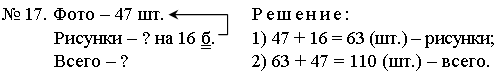 № 17. Фото – 47 шт.
Рисунки – ? на 16 б.
Всего – ?
Решение:
1) 47 + 16 = 63 (шт.) – рисунки;
2) 63 + 47 = 110 (шт.) – всего.